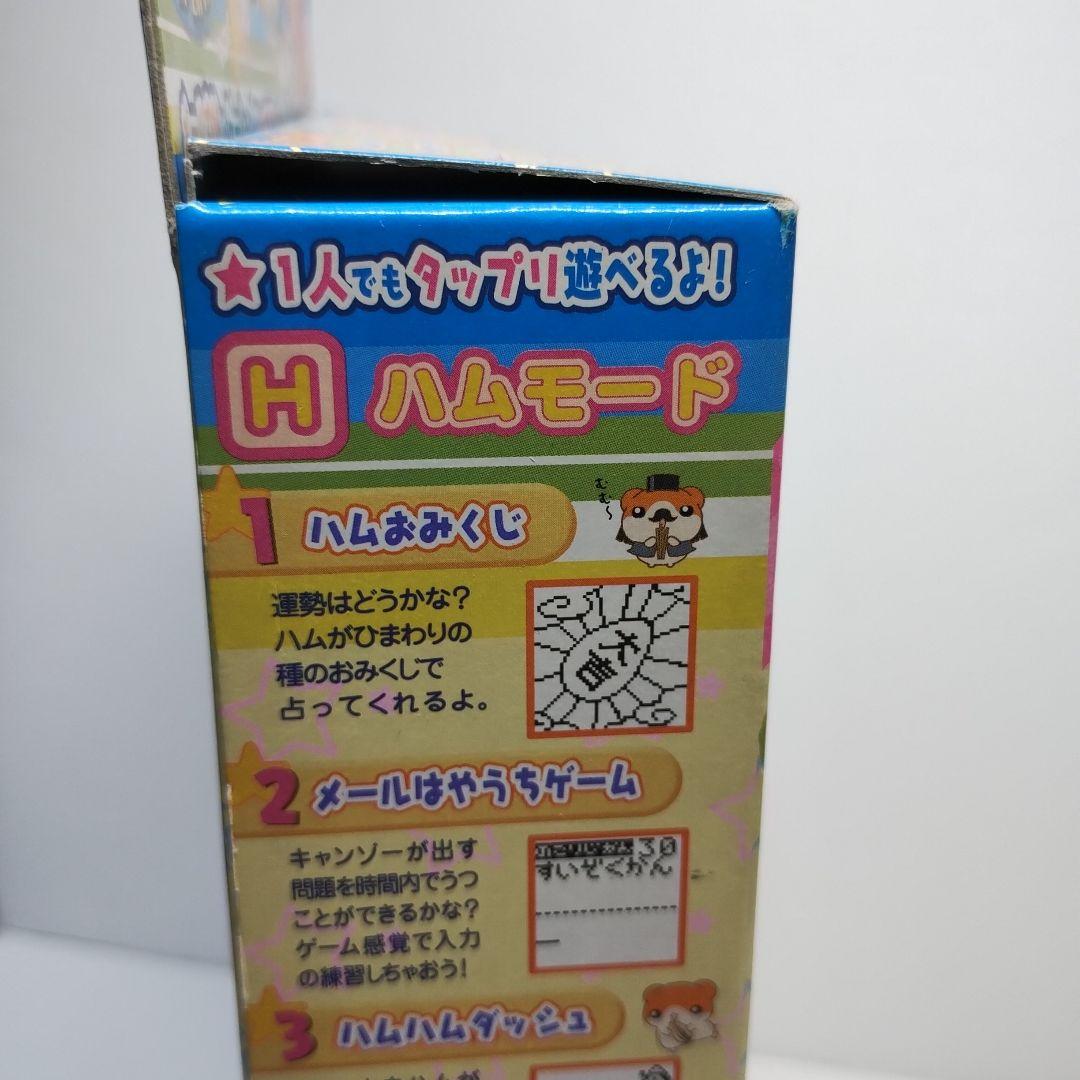 ★1人でもタップリ遊べるよ!
H ハムモード
1 ハムおみくじ
むむ~
運勢はどうかな?
ハムがひまわりの
種のおみくじで
占ってくれるよ。
大吉
2 メールはやうちゲーム
キャンゾーが出す
問題を時間内でうつ
ことができるかな?
ゲーム感覚で入力
の練習しちゃおう!
のこりじかん 30
すいぞくかん
3 ハムハムダッシュ